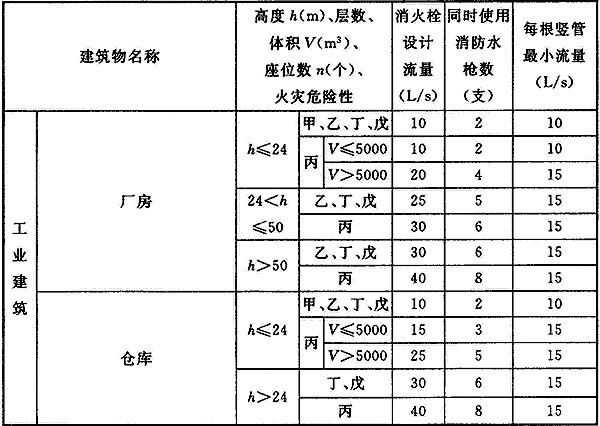 建筑物名称
高度 h(m)、层数、
体积 V(m³)、
座位数 n(个)、
火灾危险性
消火栓
设计
流量
(L/s)
同时使用
消防水
枪数
(支)
每根竖管
最小流量
(L/s)
工业建筑
厂房
h≤24
甲、乙、丁、戊 10 2 10
丙
V≤5000 10 2 10
V>5000 20 4 15
24<h
≤50
乙、丁、戊 25 5 15
丙 30 6 15
h>50
乙、丁、戊 30 6 15
丙 40 8 15
仓库
h≤24
甲、乙、丁、戊 10 2 10
丙
V≤5000 15 3 15
V>5000 25 5 15
h>24
丁、戊 30 6 15
丙 40 8 15